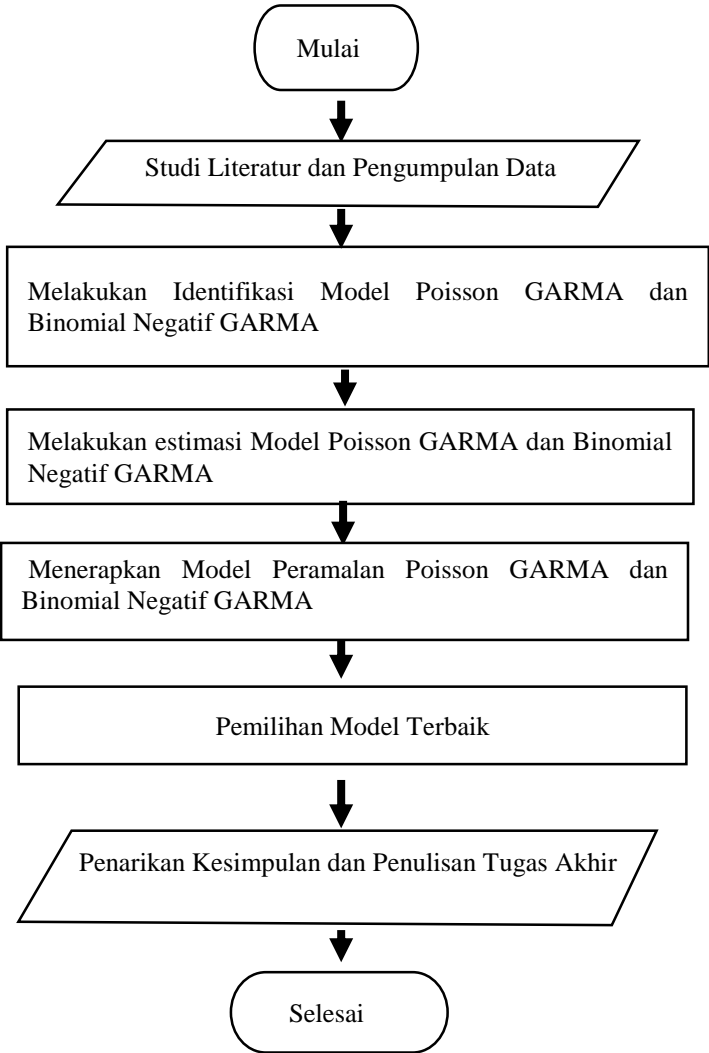 Mulai
Studi Literatur dan Pengumpulan Data
Melakukan Identifikasi Model Poisson GARMA dan
Binomial Negatif GARMA
Melakukan estimasi Model Poisson GARMA dan Binomial
Negatif GARMA
Menerapkan Model Peramalan Poisson GARMA dan
Binomial Negatif GARMA
Pemilihan Model Terbaik
Penarikan Kesimpulan dan Penulisan Tugas Akhir
Selesai